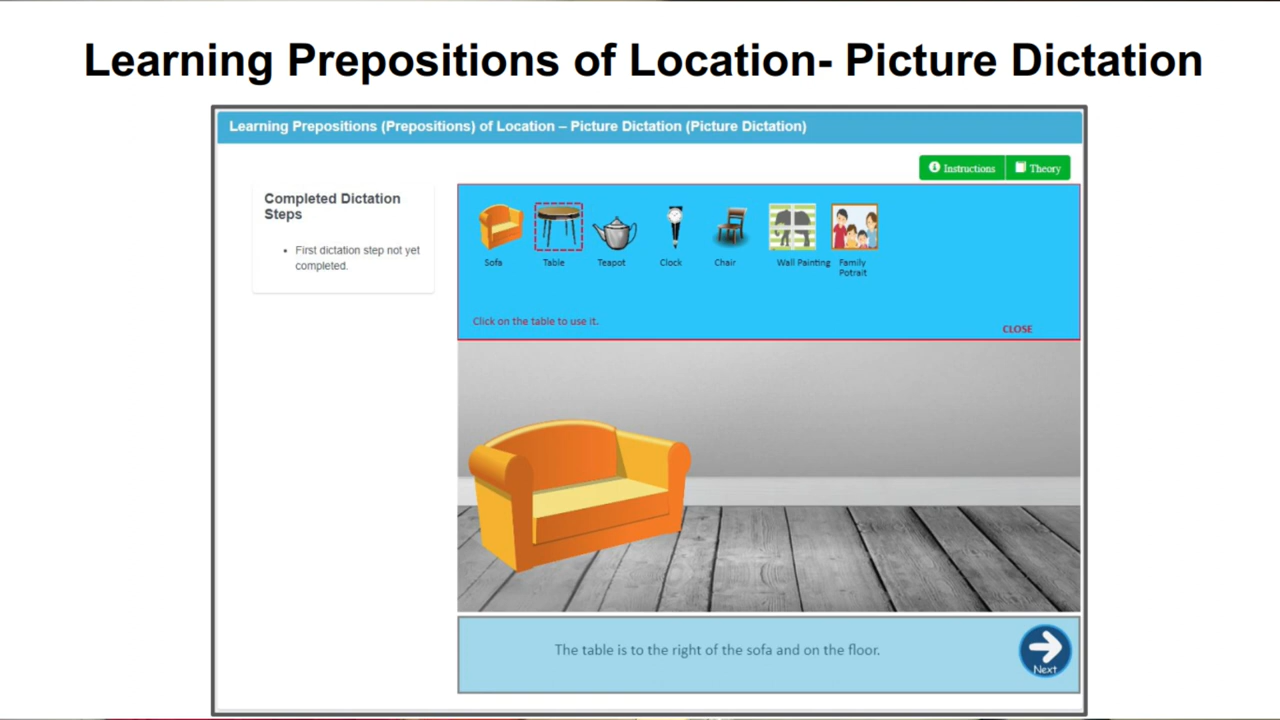 Learning Prepositions of Location- Picture Dictation
Learning Prepositions (Prepositions) of Location – Picture Dictation (Picture Dictation)
Instructions
Theory
Completed Dictation
Steps
• First dictation step not yet
completed.
Sofa
Table
Teapot
Clock
Chair
Wall Painting
Family
Potrait
Click on the table to use it.
CLOSE
The table is to the right of the sofa and on the floor.
Next